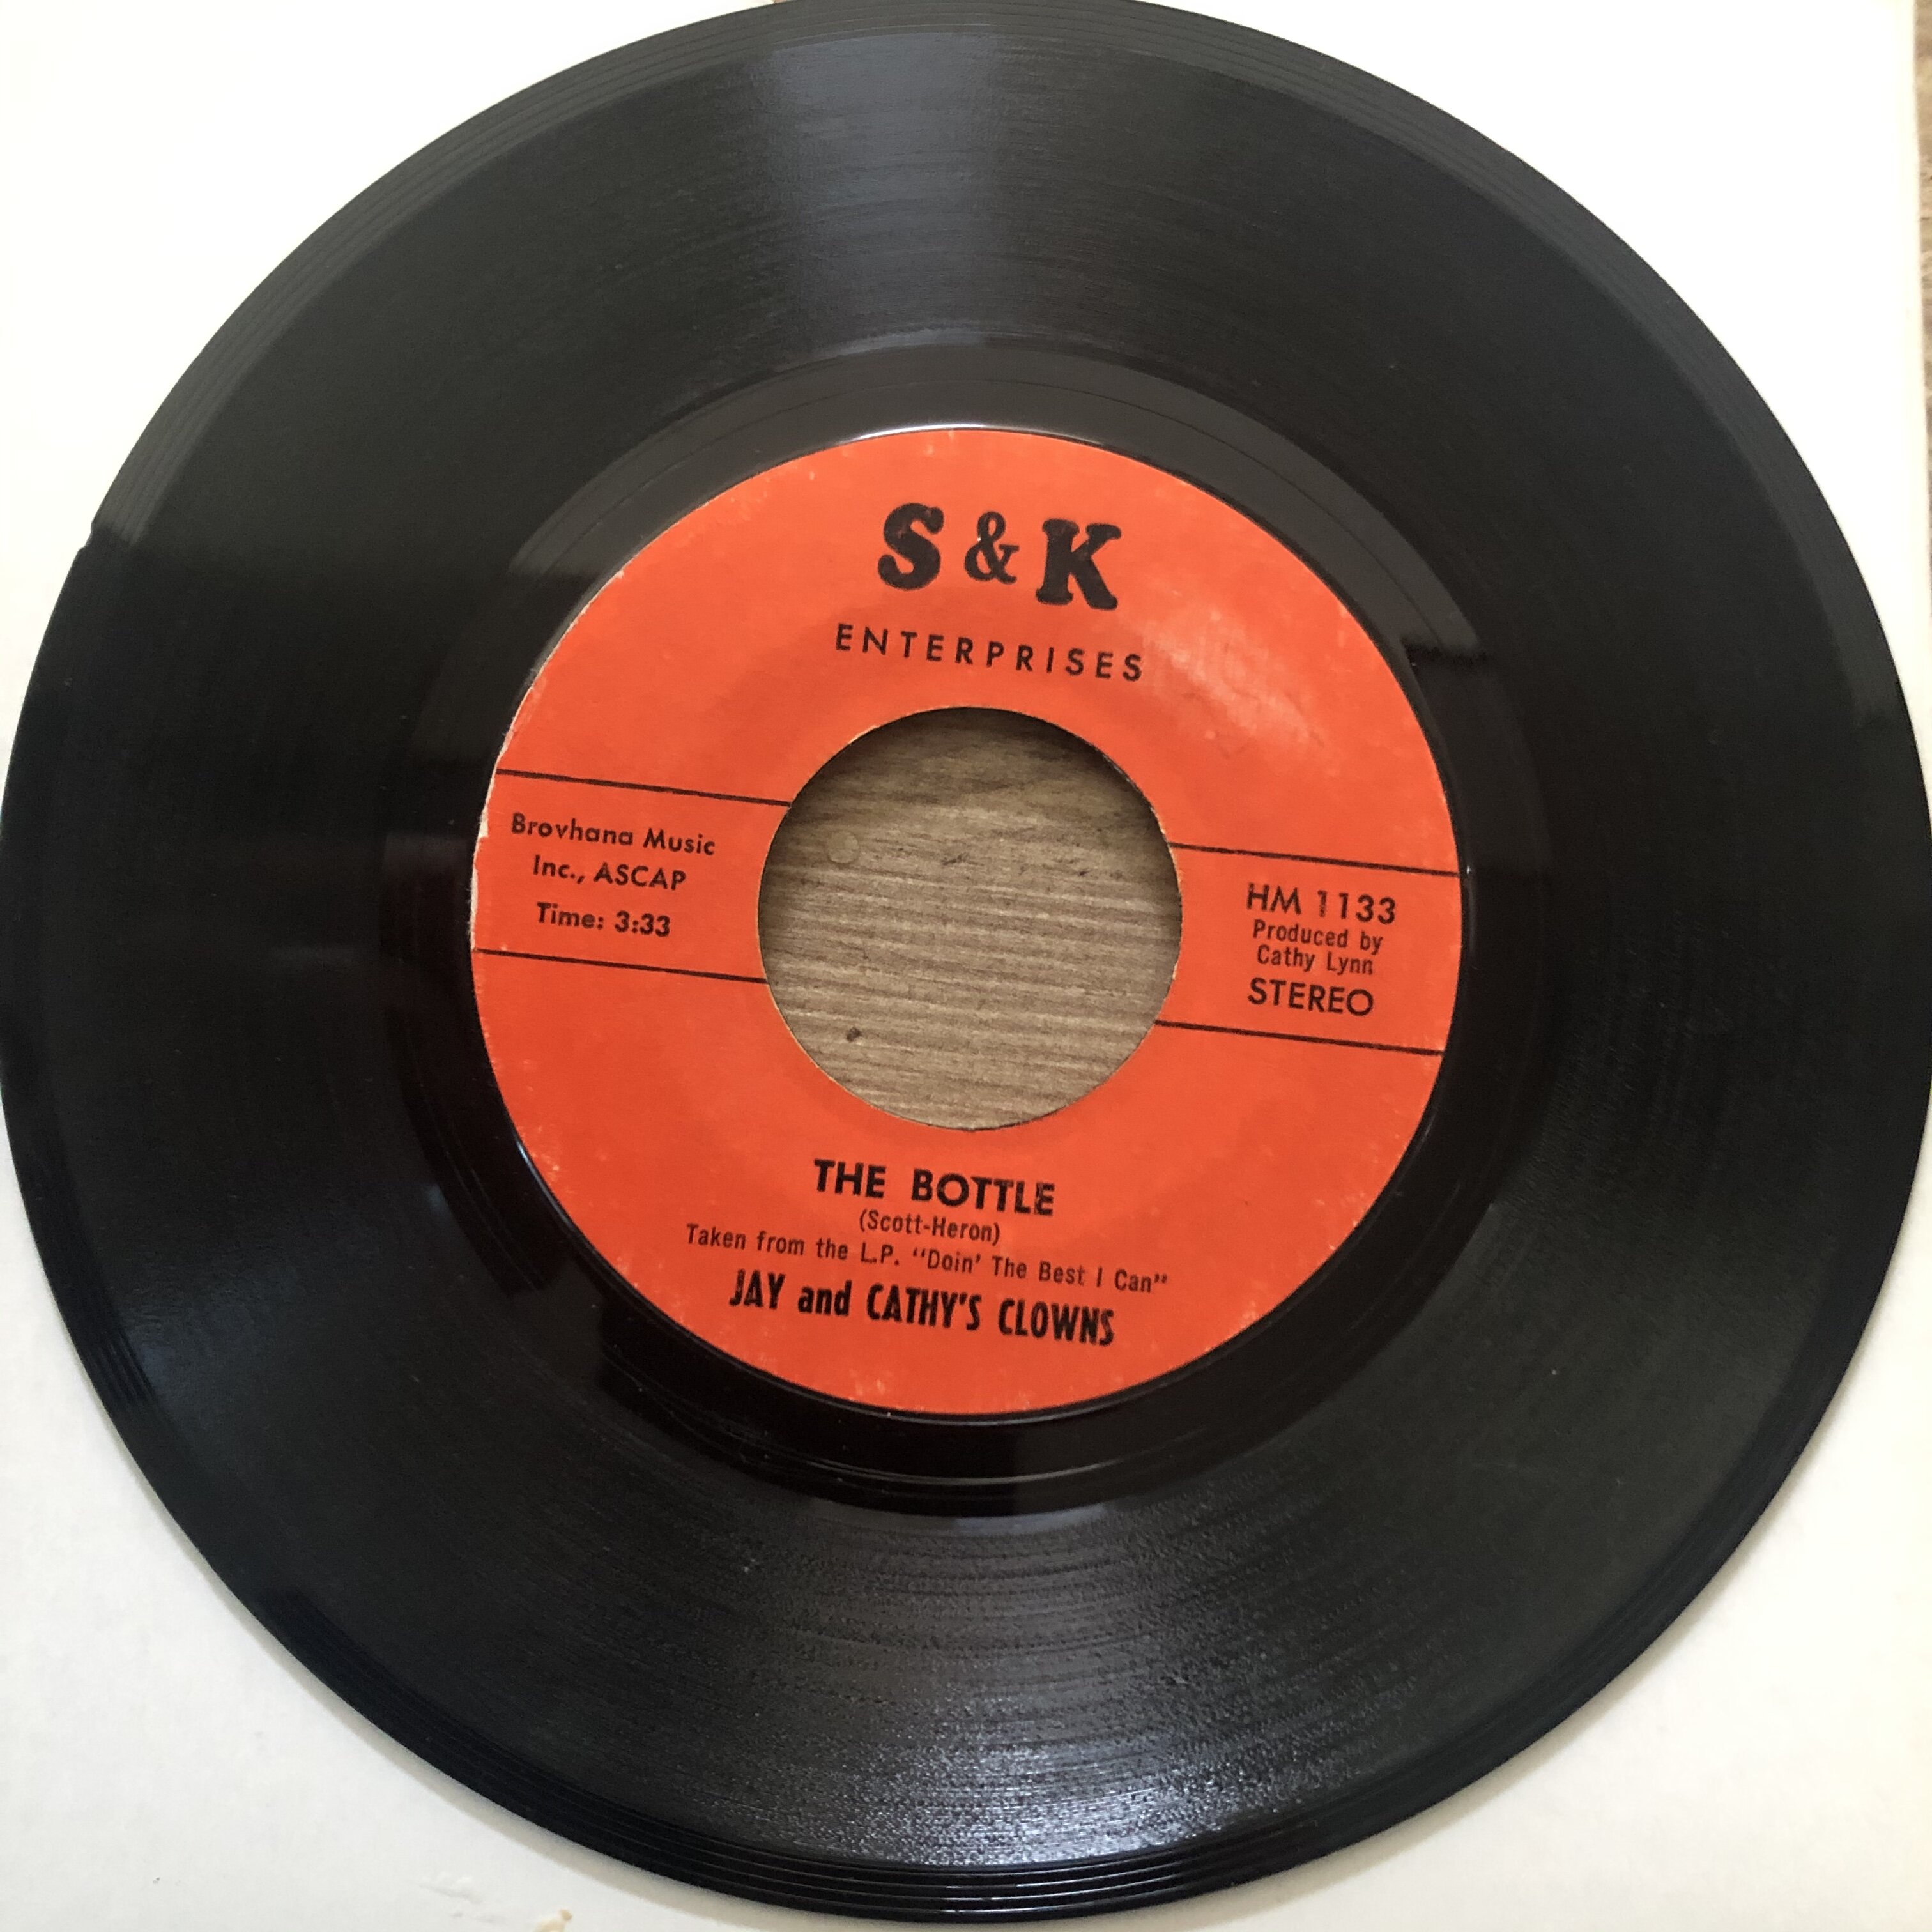 S & K
ENTERPRISES
Brovhana Music
Inc., ASCAP
Time: 3:33
HM 1133
Produced by
Cathy Lynn
STEREO
THE BOTTLE
(Scott-Heron)
Taken from the L.P. "Doin' The Best I Can"
JAY and CATHY'S CLOWNS